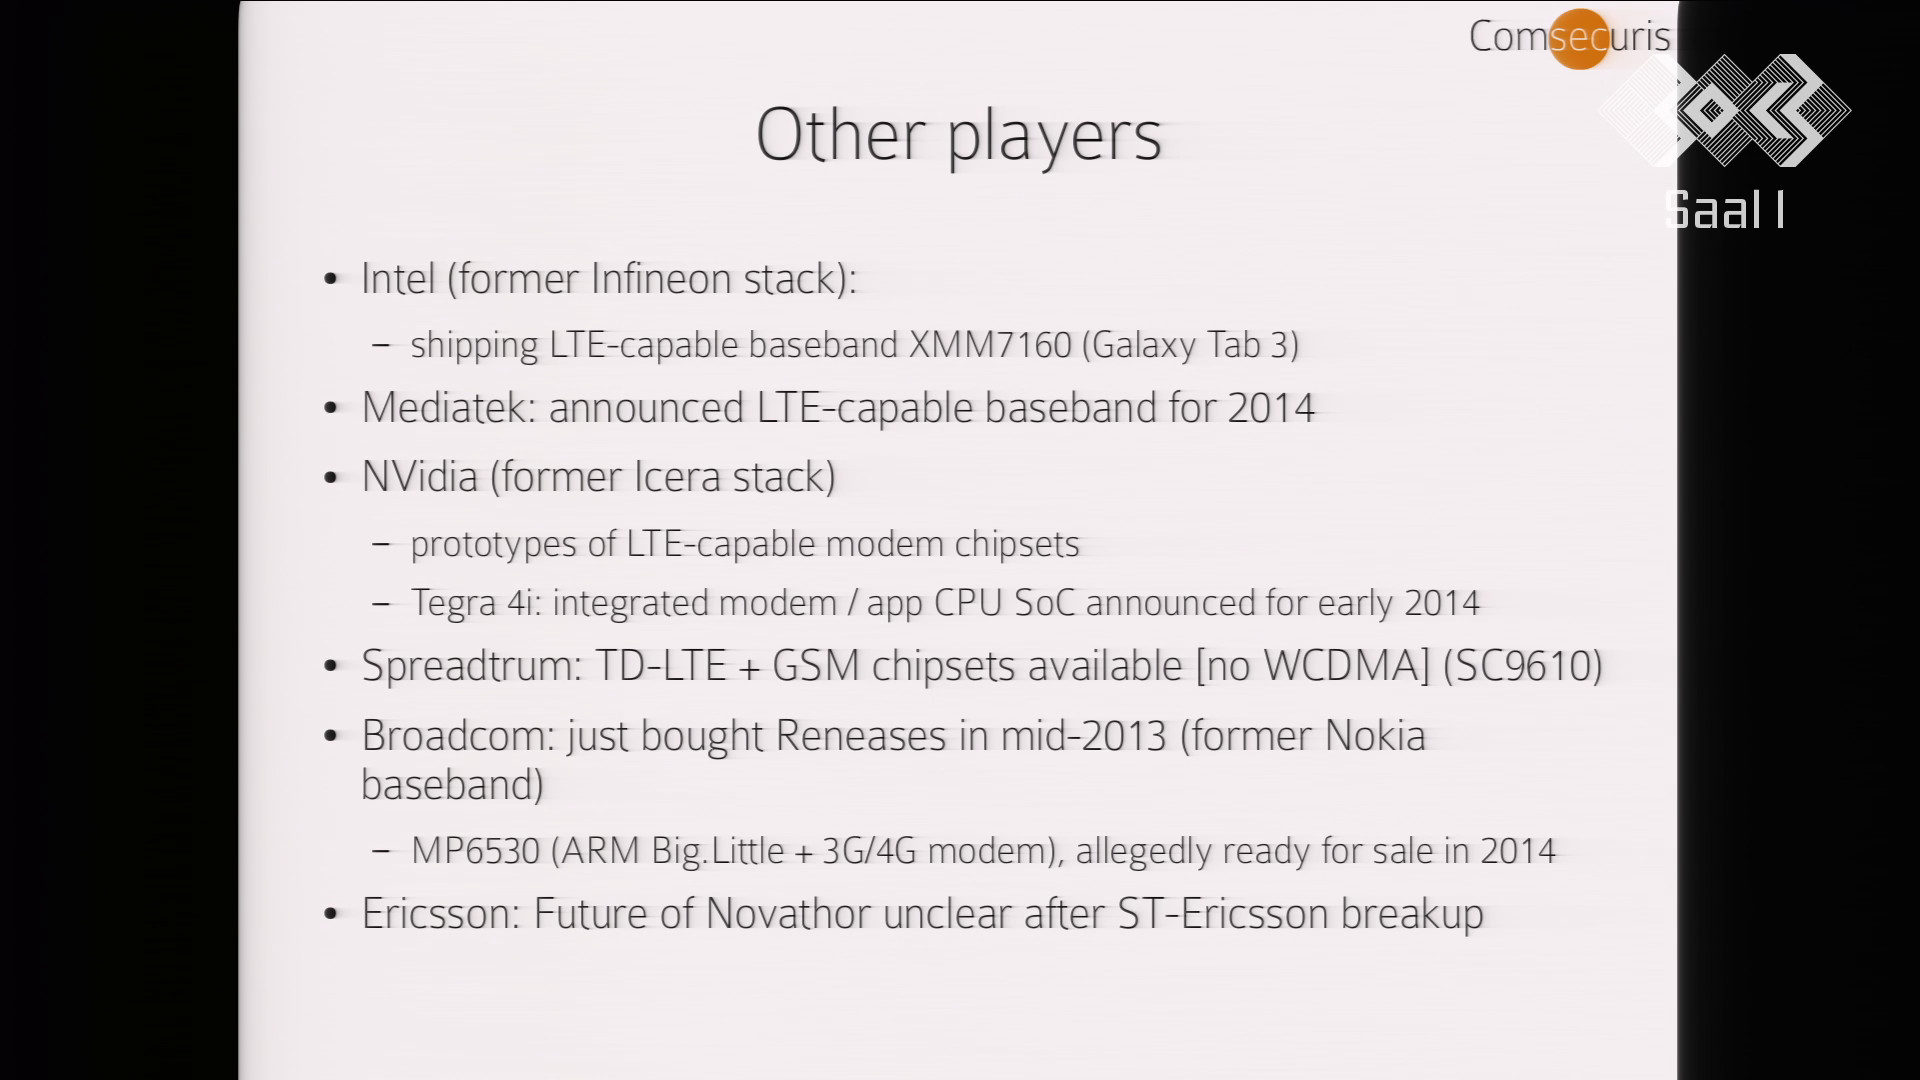 Comsecuris
Saal 1
Other players
• Intel (former Infineon stack):
– shipping LTE-capable baseband XMM7160 (Galaxy Tab 3)
• Mediatek: announced LTE-capable baseband for 2014
• NVidia (former Icera stack)
– prototypes of LTE-capable modem chipsets
– Tegra 4i: integrated modem / app CPU SoC announced for early 2014
• Spreadtrum: TD-LTE + GSM chipsets available [no WCDMA] (SC9610)
• Broadcom: just bought Reneases in mid-2013 (former Nokia
baseband)
– MP6530 (ARM Big.Little + 3G/4G modem), allegedly ready for sale in 2014
• Ericsson: Future of Novathor unclear after ST-Ericsson breakup